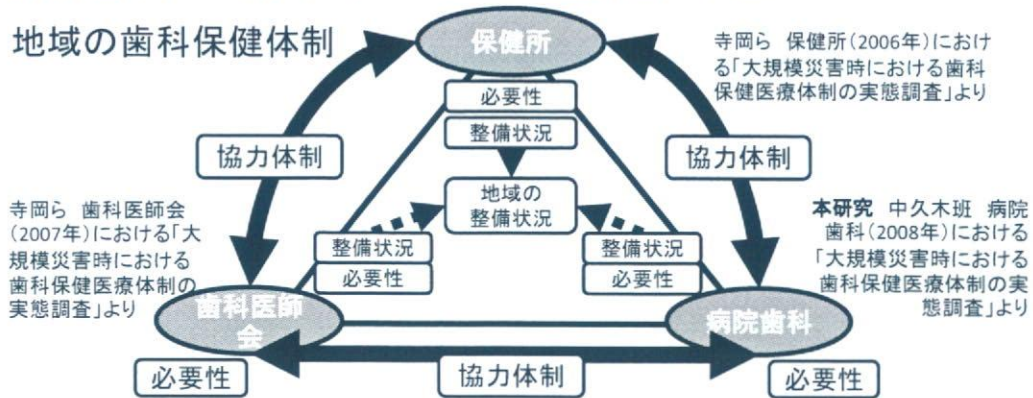 地域の歯科保健体制
保健所
寺岡ら 保健所(2006年)におけ
る「大規模災害時における歯科
保健医療体制の実態調査」より
必要性
整備状況
協力体制
協力体制
地域の
整備状況
寺岡ら 歯科医師会
(2007年)における「大
規模災害時における
歯科保健医療体制の
実態調査」より
整備状況
必要性
整備状況
必要性
本研究 中久木班 病院
歯科(2008年)における
「大規模災害時における
歯科保健医療体制の実
態調査」より
歯科医師
会
病院歯科
必要性
協力体制
必要性